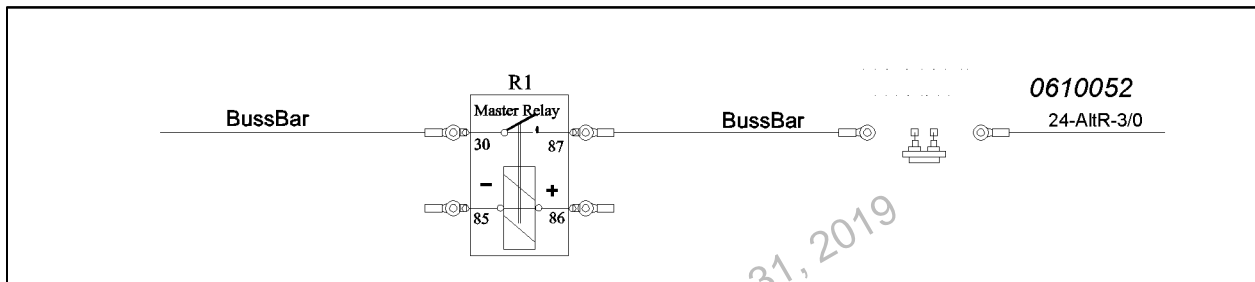 R1
Master Relay
BussBar
30
87
BussBar
0610052
24-AltR-3/0
-
+
85
86
31, 2019